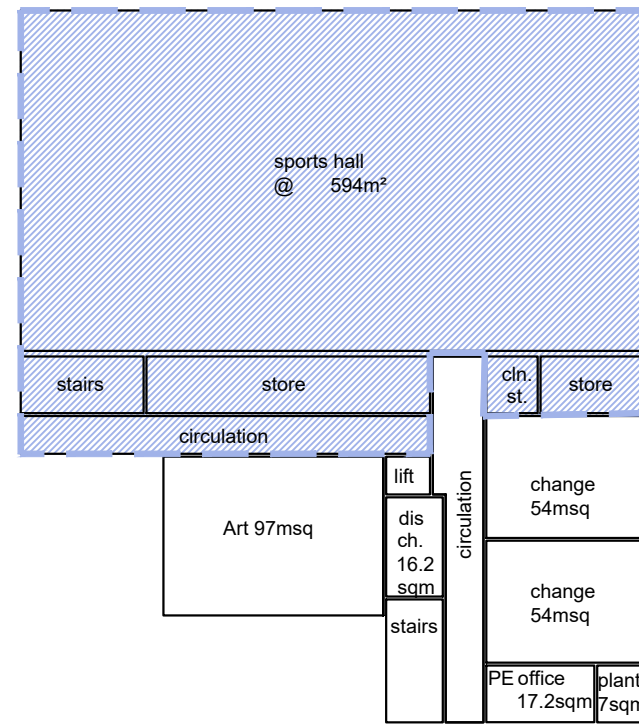 sports hall
@ 594m²
stairs
store
cln.
st.
store
circulation
lift
circulation
change
54msq
Art 97msq
dis
ch.
16.2
sqm
change
54msq
stairs
PE office
17.2sqm
plant
7sqm